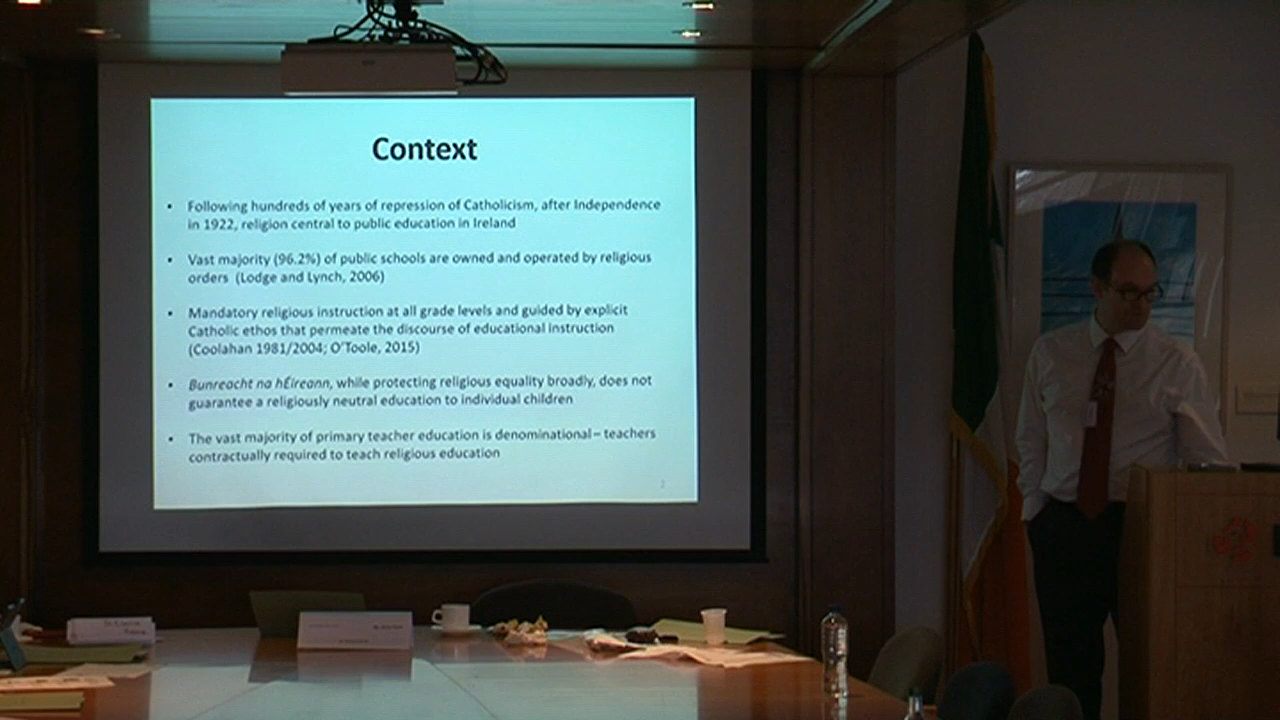 Context
• Following hundreds of years of repression of Catholicism, after Independence
in 1922, religion central to public education in Ireland
• Vast majority (96.2%) of public schools are owned and operated by religious
orders (Lodge and Lynch, 2006)
• Mandatory religious instruction at all grade levels and guided by explicit
Catholic ethos that permeate the discourse of educational instruction
(Coolahan 1981/2004; O'Toole, 2015)
• Bunreacht na hÉireann, while protecting religious equality broadly, does not
guarantee a religiously neutral education to individual children
• The vast majority of primary teacher education is denominational – teachers
contractually required to teach religious education
2